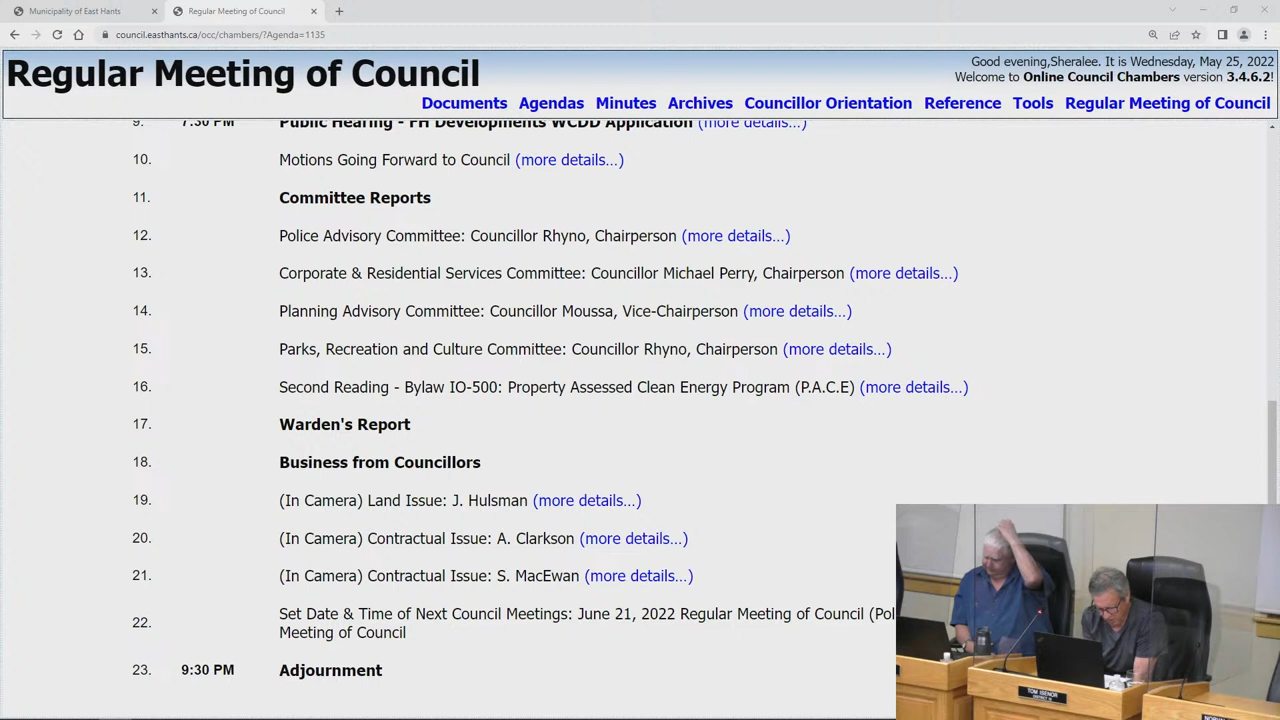 Municipality of East Hants
Regular Meeting of Council
council.easthants.ca/occ/chambers/?Agenda=1135
Regular Meeting of Council
Good evening,Sheralee. It is Wednesday, May 25, 2022
Welcome to Online Council Chambers version 3.4.6.2!
Documents Agendas Minutes Archives Councillor Orientation Reference Tools Regular Meeting of Council
9. 7:30 PM Public Hearing - FH Developments WCDD Application (more details...)
10. Motions Going Forward to Council (more details...)
11. Committee Reports
12. Police Advisory Committee: Councillor Rhyno, Chairperson (more details...)
13. Corporate & Residential Services Committee: Councillor Michael Perry, Chairperson (more details...)
14. Planning Advisory Committee: Councillor Moussa, Vice-Chairperson (more details...)
15. Parks, Recreation and Culture Committee: Councillor Rhyno, Chairperson (more details...)
16. Second Reading - Bylaw IO-500: Property Assessed Clean Energy Program (P.A.C.E) (more details...)
17. Warden's Report
18. Business from Councillors
19. (In Camera) Land Issue: J. Hulsman (more details...)
20. (In Camera) Contractual Issue: A. Clarkson (more details...)
21. (In Camera) Contractual Issue: S. MacEwan (more details...)
22. Set Date & Time of Next Council Meetings: June 21, 2022 Regular Meeting of Council (Pol
Meeting of Council
23. 9:30 PM Adjournment
TOM ISENOR